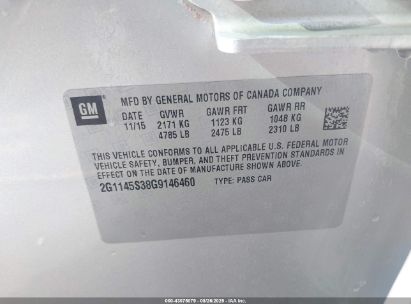 GM
MFD BY GENERAL MOTORS OF CANADA COMPANY
DATE GVWR GAWR FRT GAWR RR
11/15 2171 KG 1123 KG 1048 KG
4785 LB 2475 LB 2310 LB
THIS VEHICLE CONFORMS TO ALL APPLICABLE U.S. FEDERAL MOTOR
VEHICLE SAFETY, BUMPER, AND THEFT PREVENTION STANDARDS IN
EFFECT ON THE DATE OF MANUFACTURE SHOWN ABOVE.
2G1145S38G9146460 TYPE: PASS CAR